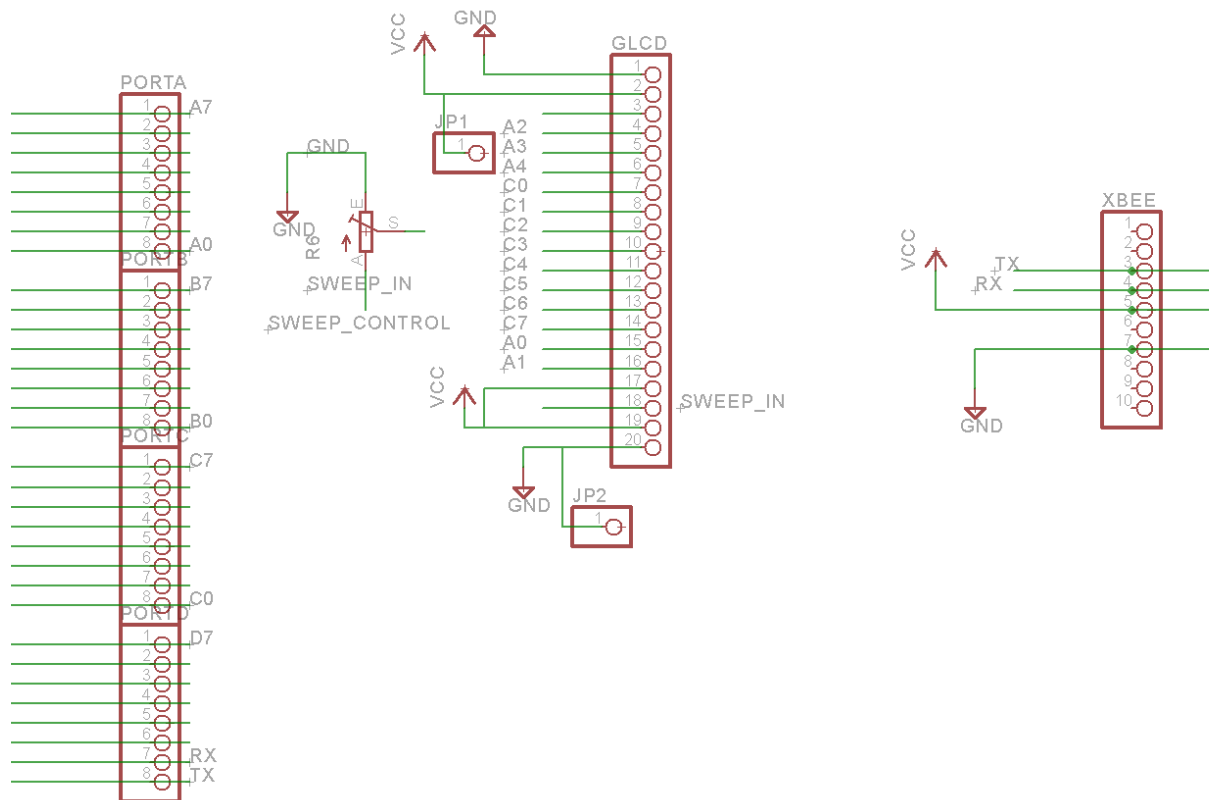 PORTA
1 A7
2
3
4
5
6
7
8 A0
PORTB
1 B7
2
3
4
5
6
7
8 B0
PORTC
1 C7
2
3
4
5
6
7
8 C0
PORTD
1 D7
2
3
4
5
6
7 RX
8 TX
GND
GND
E
S
A
R6
SWEEP_IN
SWEEP_CONTROL
VCC
GND
JP1
1
GLCD
1
2
3
A2 4
A3 5
A4 6
C0 7
C1 8
C2 9
C3 10
C4 11
C5 12
C6 13
C7 14
A0 15
A1 16
17
18 SWEEP_IN
19
20
VCC
GND
JP2
1
XBEE
1
2
TX 3
RX 4
5
6
7
8
9
10
VCC
GND